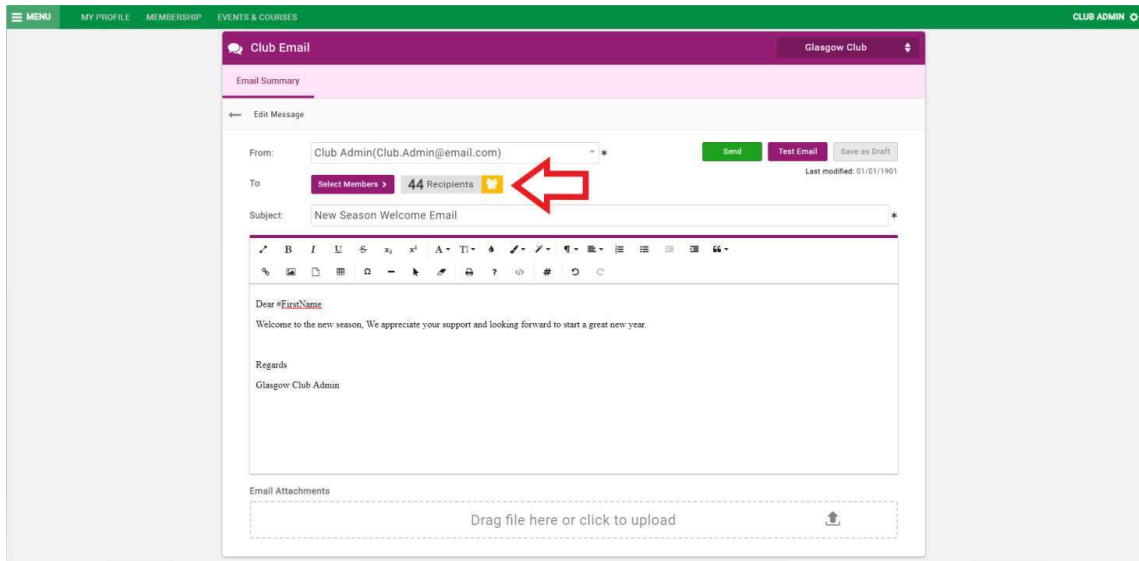 MENU MY PROFILE MEMBERSHIP EVENTS & COURSES CLUB ADMIN
Club Email Glasgow Club
Email Summary
Edit Message
From: Club Admin(Club.Admin@email.com) * Send Test Email Save as Draft
Last modified: 01/01/1901
To Select Members > 44 Recipients
Subject: New Season Welcome Email *
B I U S x₂ x² A T
Ω ? </> #
Dear #FirstName
Welcome to the new season, We appreciate your support and looking forward to start a great new year.
Regards
Glasgow Club Admin
Email Attachments
Drag file here or click to upload